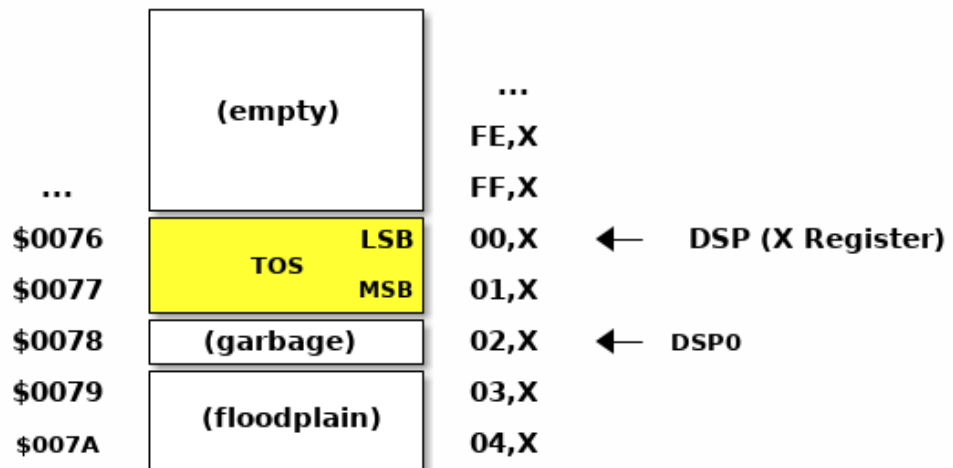 ...
(empty)
FE,X
... FF,X
$0076 LSB 00,X DSP (X Register)
TOS
$0077 MSB 01,X
$0078 (garbage) 02,X DSP0
$0079 03,X
(floodplain)
$007A 04,X